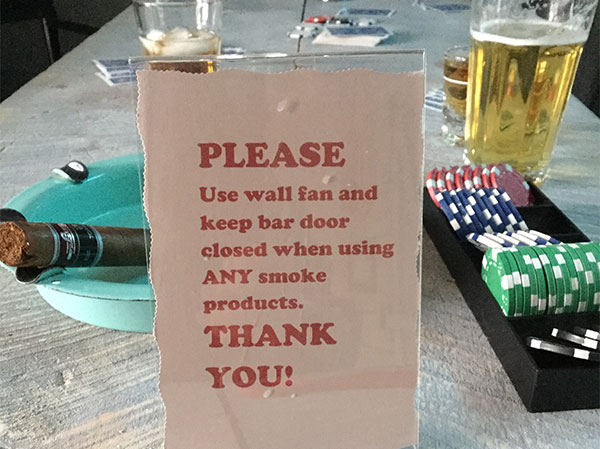 PLEASE
Use wall fan and
keep bar door
closed when using
ANY smoke
products.
THANK
YOU!